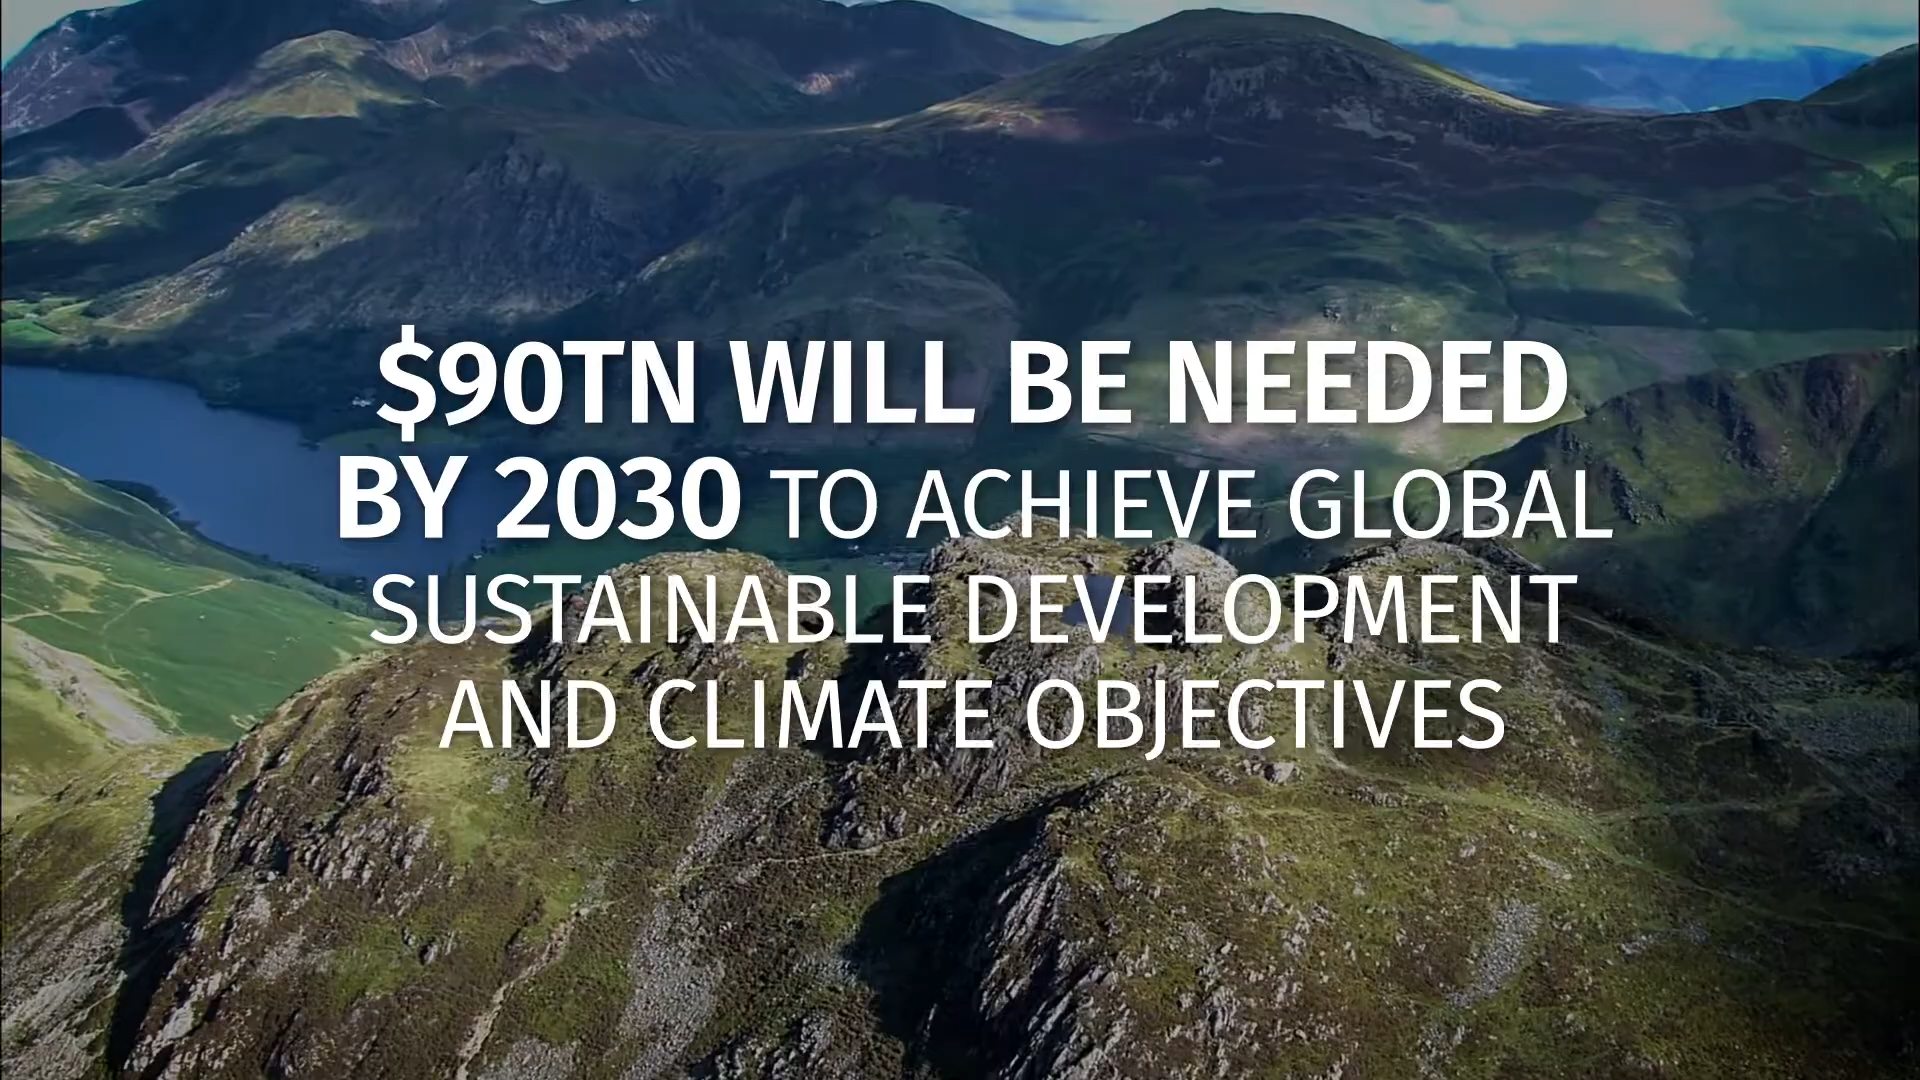 $90TN WILL BE NEEDED
BY 2030 TO ACHIEVE GLOBAL
SUSTAINABLE DEVELOPMENT
AND CLIMATE OBJECTIVES